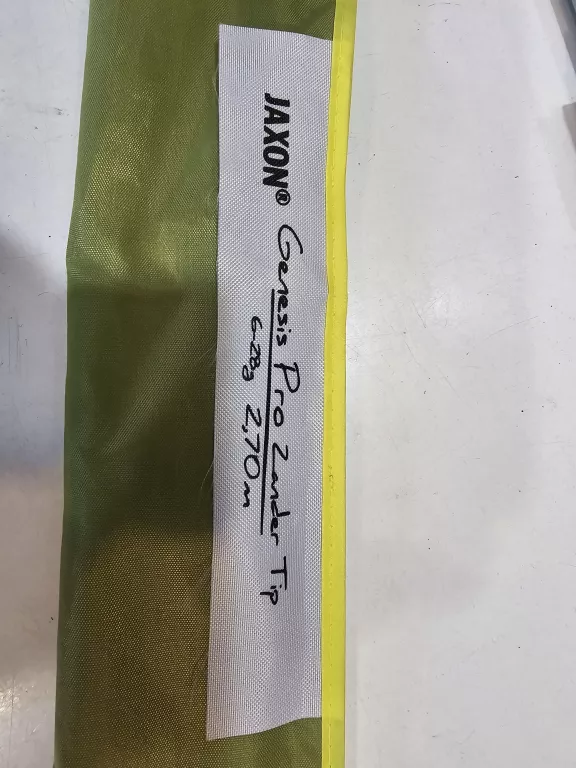 JAXON® Genesis Pro Zander Tip
6-28g 2,70m